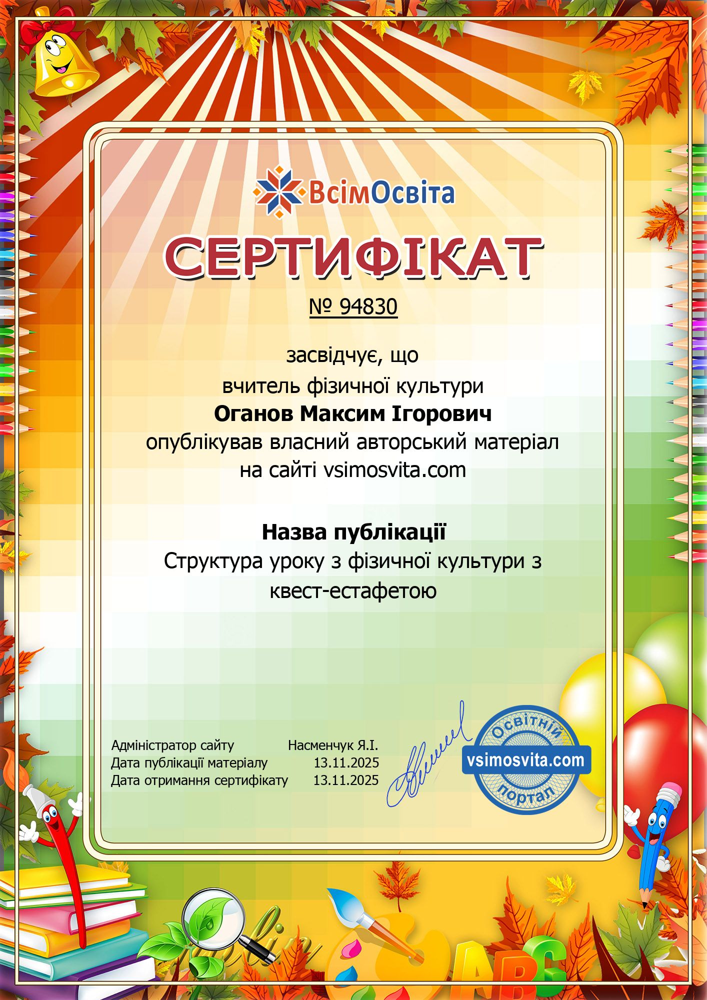 ВсімОсвіта
СЕРТИФІКАТ
№ 94830
засвідчує, що
вчитель фізичної культури
Оганов Максим Ігорович
опублікував власний авторський матеріал
на сайті vsimosvita.com
Назва публікації
Структура уроку з фізичної культури з
квест-естафетою
Адміністратор сайту Насменчук Я.І.
Дата публікації матеріалу 13.11.2025
Дата отримання сертифікату 13.11.2025
Освітній
vsimosvita.com
портал
ABC